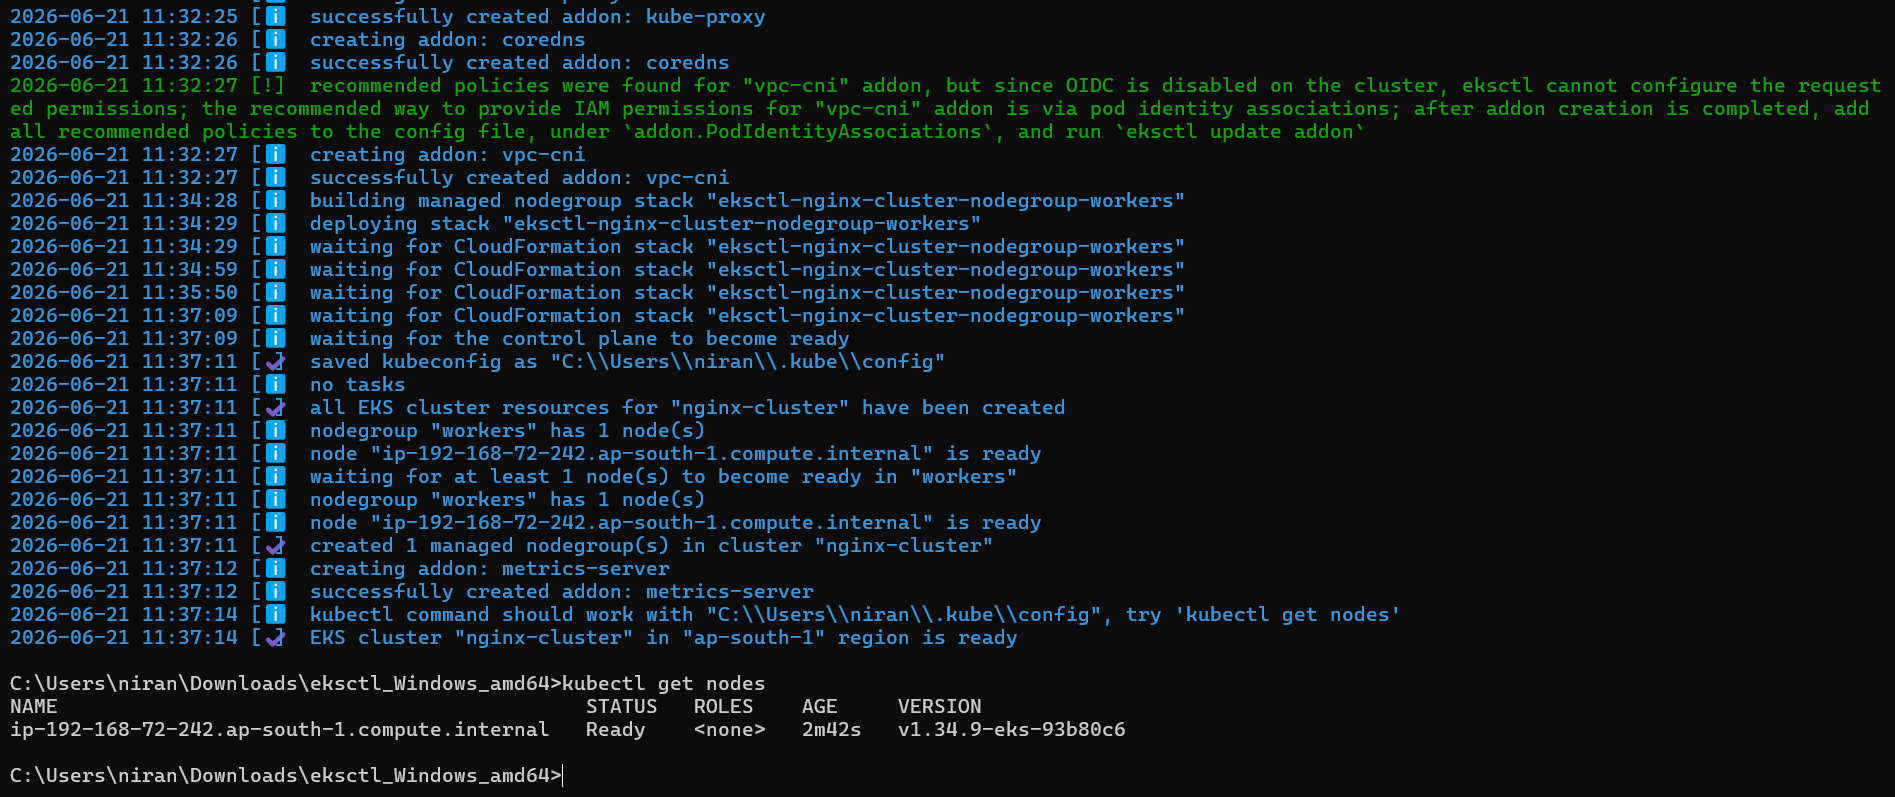 2026-06-21 11:32:25 [ℹ]  successfully created addon: kube-proxy
2026-06-21 11:32:26 [ℹ]  creating addon: coredns
2026-06-21 11:32:26 [ℹ]  successfully created addon: coredns
2026-06-21 11:32:27 [!]  recommended policies were found for "vpc-cni" addon, but since OIDC is disabled on the cluster, eksctl cannot configure the request
ed permissions; the recommended way to provide IAM permissions for "vpc-cni" addon is via pod identity associations; after addon creation is completed, add
all recommended policies to the config file, under `addon.PodIdentityAssociations`, and run `eksctl update addon`
2026-06-21 11:32:27 [ℹ]  creating addon: vpc-cni
2026-06-21 11:32:27 [ℹ]  successfully created addon: vpc-cni
2026-06-21 11:34:28 [ℹ]  building managed nodegroup stack "eksctl-nginx-cluster-nodegroup-workers"
2026-06-21 11:34:29 [ℹ]  deploying stack "eksctl-nginx-cluster-nodegroup-workers"
2026-06-21 11:34:29 [ℹ]  waiting for CloudFormation stack "eksctl-nginx-cluster-nodegroup-workers"
2026-06-21 11:34:59 [ℹ]  waiting for CloudFormation stack "eksctl-nginx-cluster-nodegroup-workers"
2026-06-21 11:35:50 [ℹ]  waiting for CloudFormation stack "eksctl-nginx-cluster-nodegroup-workers"
2026-06-21 11:37:09 [ℹ]  waiting for CloudFormation stack "eksctl-nginx-cluster-nodegroup-workers"
2026-06-21 11:37:09 [ℹ]  waiting for the control plane to become ready
2026-06-21 11:37:11 [✔]  saved kubeconfig as "C:\\Users\\niran\\.kube\\config"
2026-06-21 11:37:11 [ℹ]  no tasks
2026-06-21 11:37:11 [✔]  all EKS cluster resources for "nginx-cluster" have been created
2026-06-21 11:37:11 [ℹ]  nodegroup "workers" has 1 node(s)
2026-06-21 11:37:11 [ℹ]  node "ip-192-168-72-242.ap-south-1.compute.internal" is ready
2026-06-21 11:37:11 [ℹ]  waiting for at least 1 node(s) to become ready in "workers"
2026-06-21 11:37:11 [ℹ]  nodegroup "workers" has 1 node(s)
2026-06-21 11:37:11 [ℹ]  node "ip-192-168-72-242.ap-south-1.compute.internal" is ready
2026-06-21 11:37:11 [✔]  created 1 managed nodegroup(s) in cluster "nginx-cluster"
2026-06-21 11:37:12 [ℹ]  creating addon: metrics-server
2026-06-21 11:37:12 [ℹ]  successfully created addon: metrics-server
2026-06-21 11:37:14 [ℹ]  kubectl command should work with "C:\\Users\\niran\\.kube\\config", try 'kubectl get nodes'
2026-06-21 11:37:14 [✔]  EKS cluster "nginx-cluster" in "ap-south-1" region is ready
C:\Users\niran\Downloads\eksctl_Windows_amd64>kubectl get nodes
NAME STATUS ROLES AGE VERSION
ip-192-168-72-242.ap-south-1.compute.internal Ready <none> 2m42s v1.34.9-eks-93b80c6
C:\Users\niran\Downloads\eksctl_Windows_amd64>